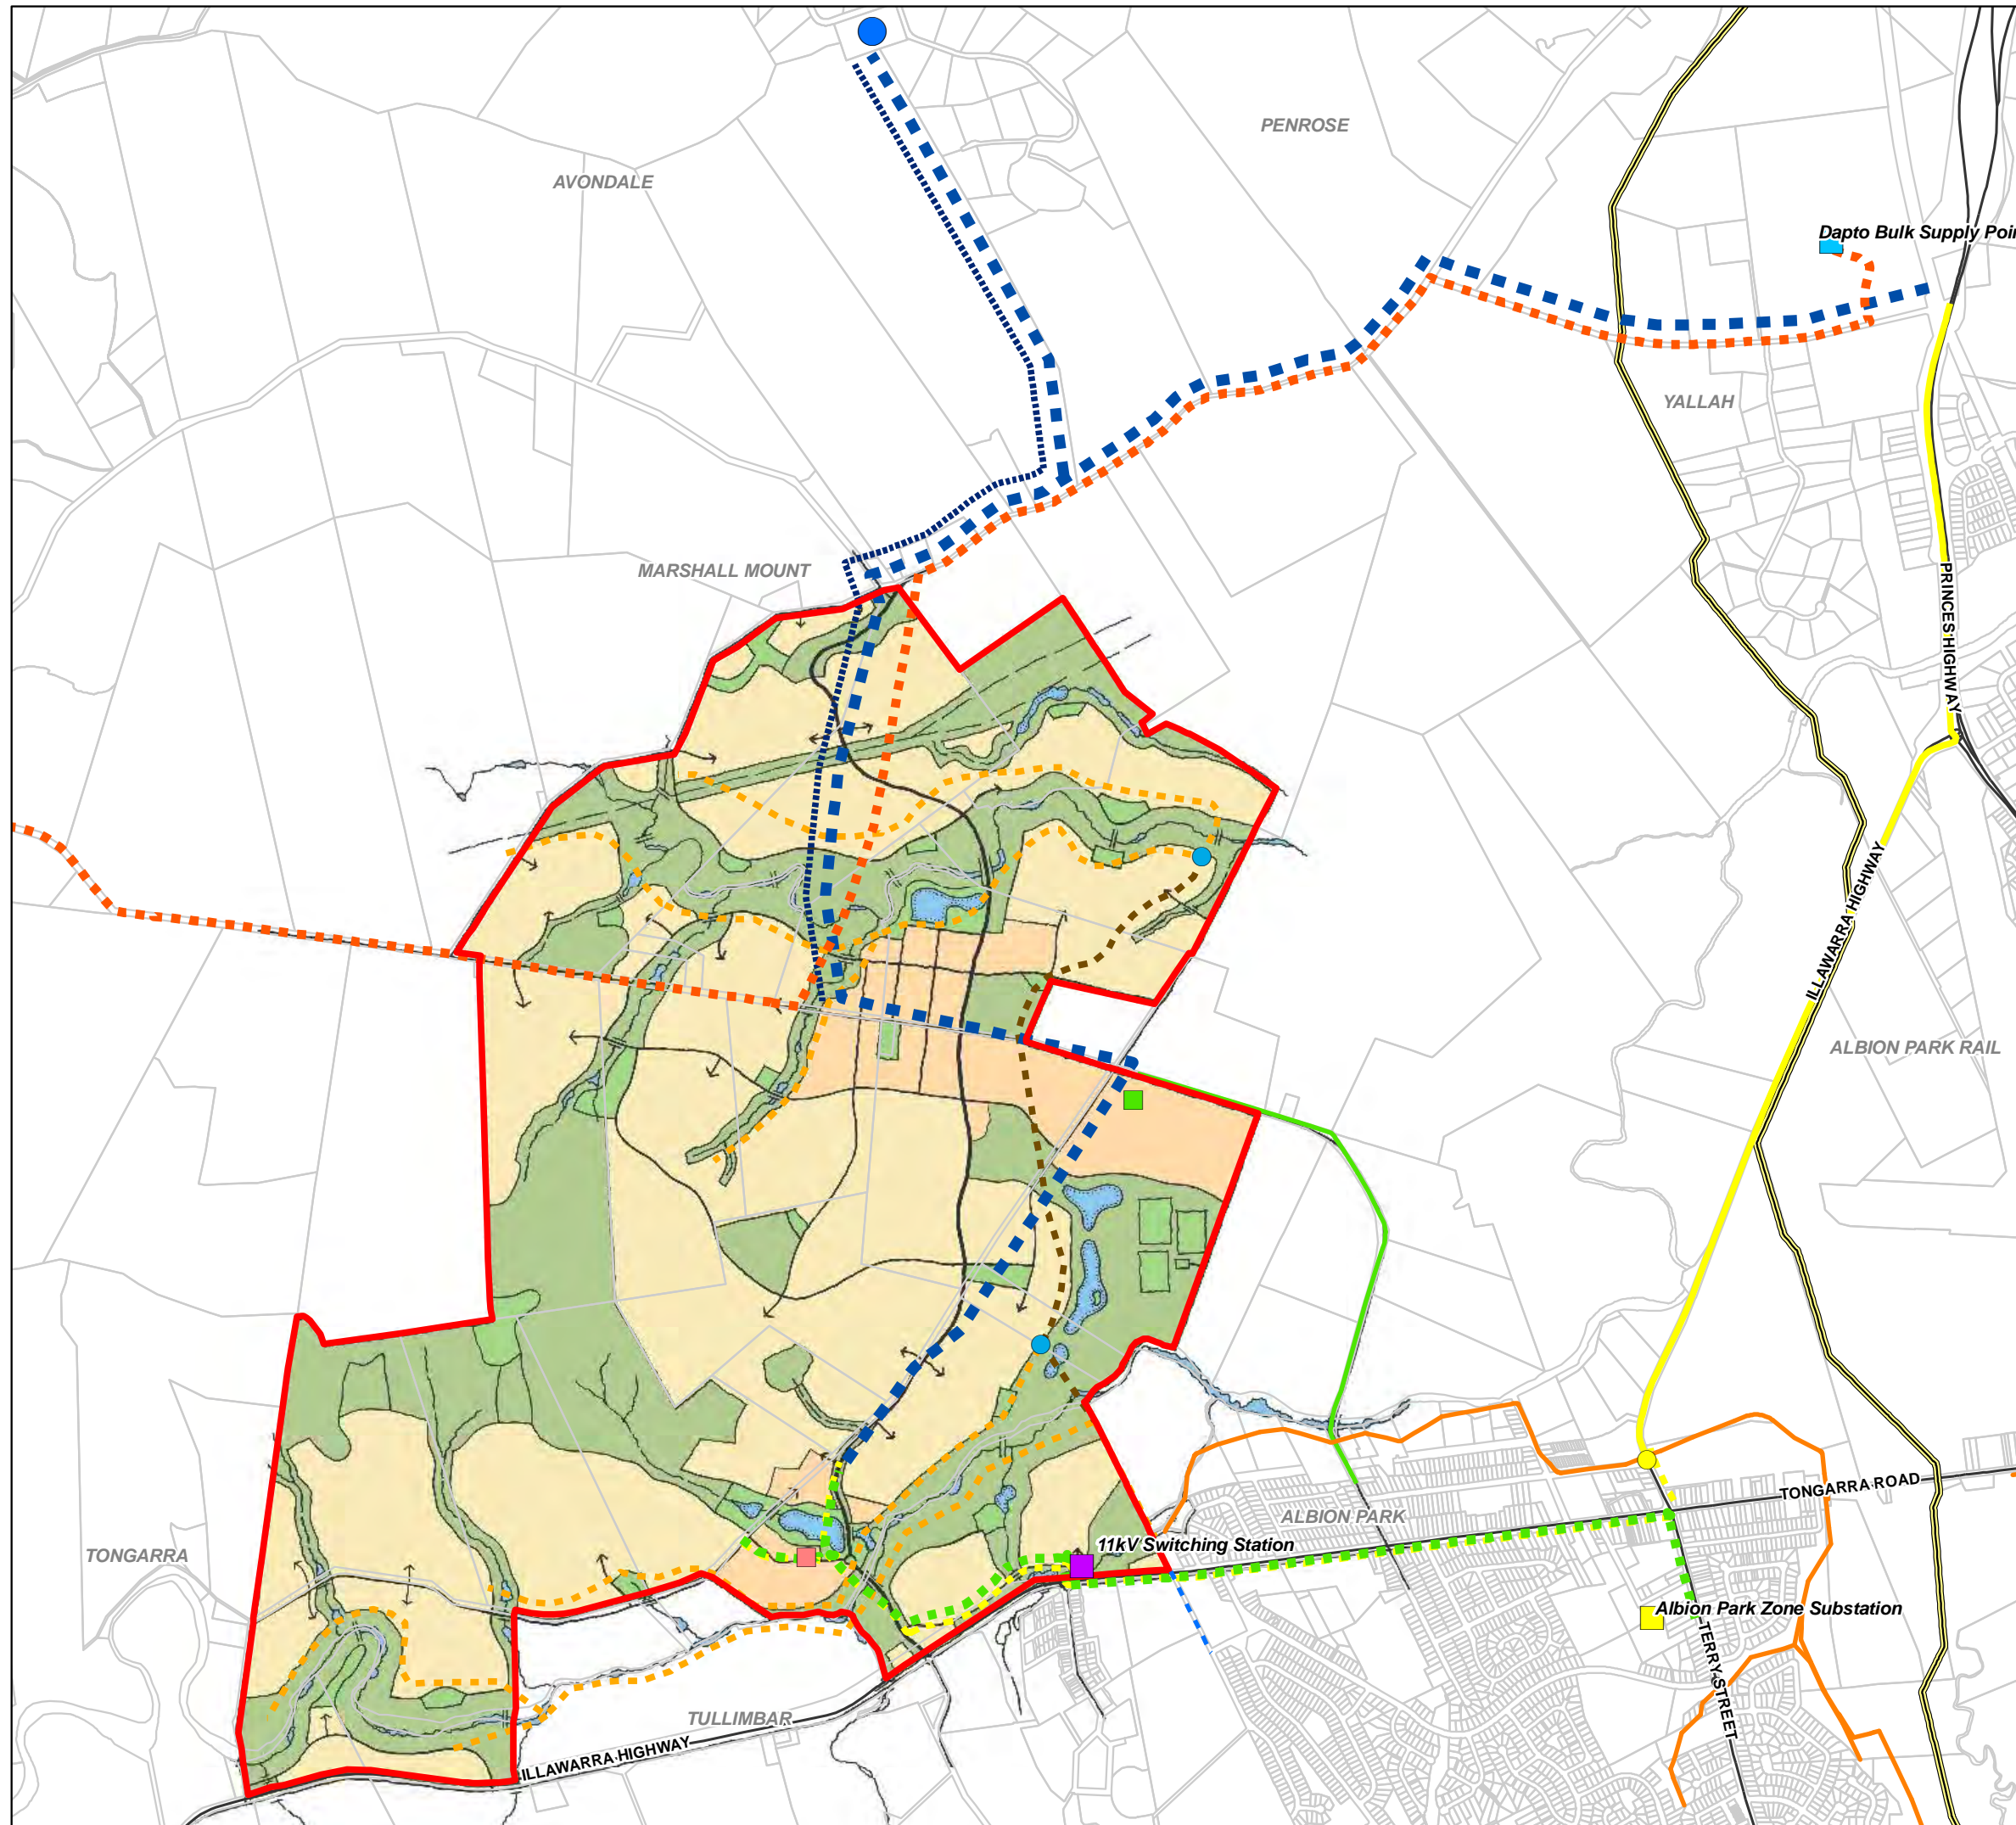 PENROSE
AVONDALE
Dapto Bulk Supply Poi
YALLAH
MARSHALL MOUNT
PRINCES HIGHWAY
ILLAWARRA HIGHWAY
ALBION PARK RAIL
TONGARRA ROAD
ALBION PARK
11kV Switching Station
TONGARRA
Albion Park Zone Substation
TERRY STREET
TULLIMBAR
ILLAWARRA HIGHWAY